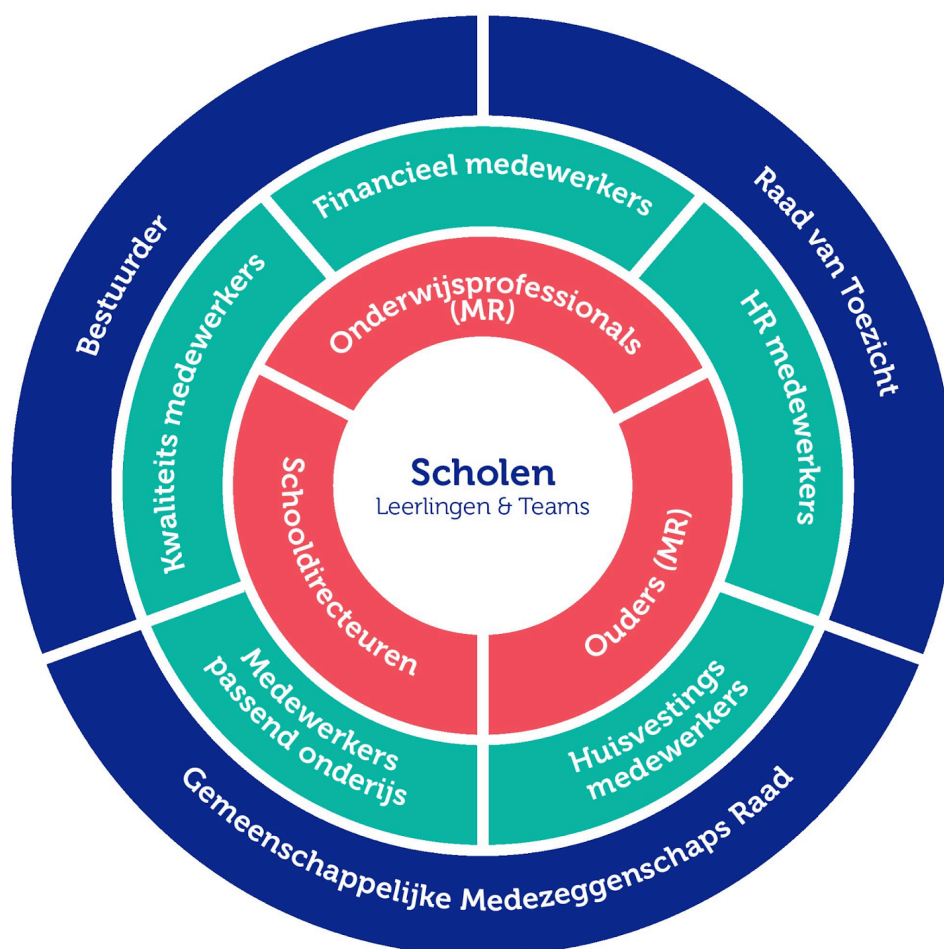 Bestuurder
Raad van Toezicht
Financieel medewerkers
Kwaliteits medewerkers
HR medewerkers
Onderwijsprofessionals
(MR)
Scholen
Leerlingen & Teams
Schooldirecteuren
Ouders (MR)
Medewerkers
passend onderijs
Huisvestings
medewerkers
Gemeenschappelijke Medezeggenschaps Raad